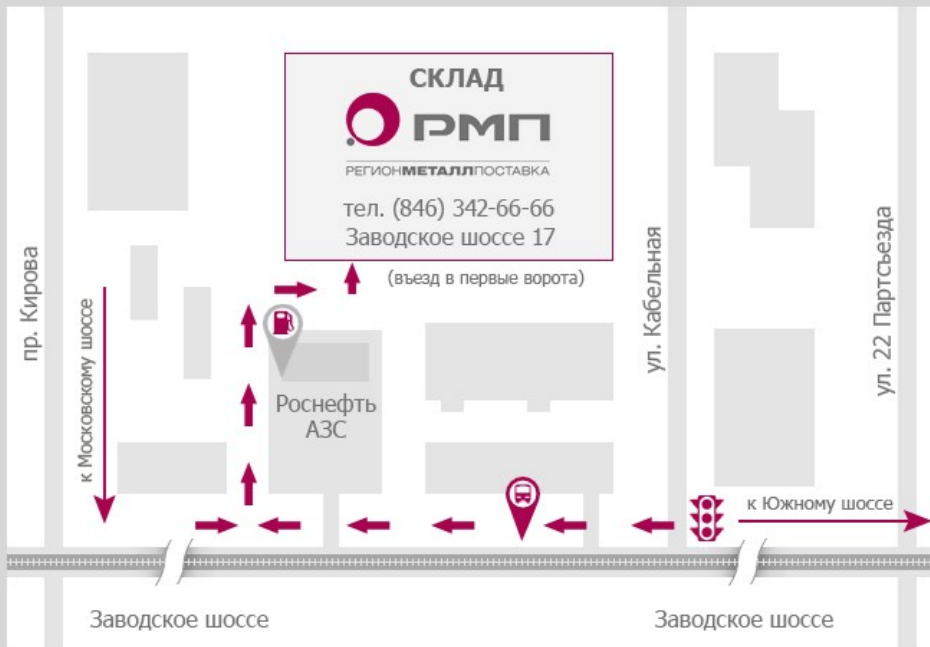 СКЛАД
РМП
РЕГИОНМЕТАЛЛПОСТАВКА
тел. (846) 342-66-66
Заводское шоссе 17
(въезд в первые ворота)
пр. Кирова
к Московскому шоссе
Роснефть
АЗС
ул. Кабельная
ул. 22 Партсъезда
к Южному шоссе
Заводское шоссе
Заводское шоссе